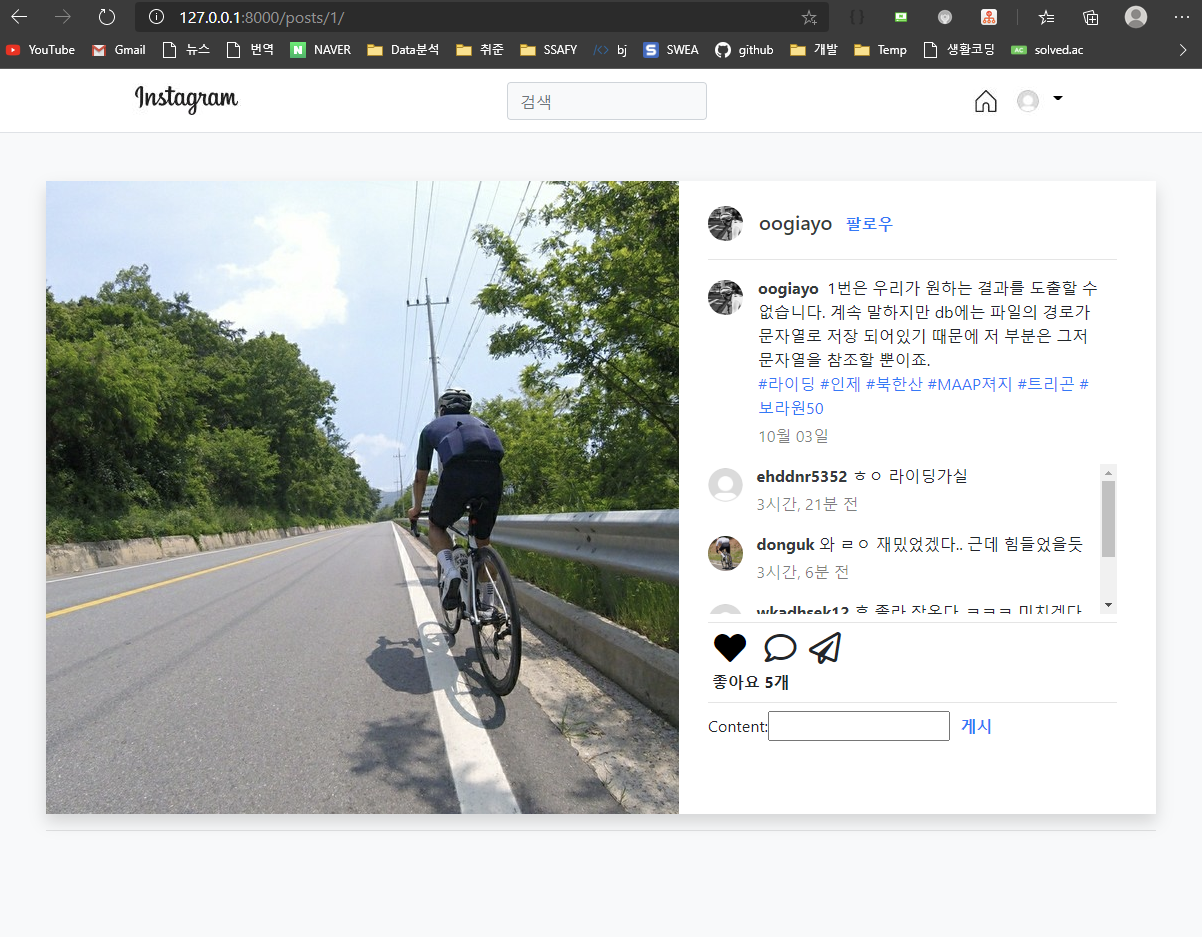 127.0.0.1:8000/posts/1/
YouTube Gmail 뉴스 번역 NAVER Data분석 취준 SSAFY bj SWEA github 개발 Temp 생활코딩 solved.ac
Instagram 검색
oogiayo 팔로우
oogiayo 1번은 우리가 원하는 결과를 도출할 수
없습니다. 계속 말하지만 db에는 파일의 경로가
문자열로 저장 되어있기 때문에 저 부분은 그저
문자열을 참조할 뿐이죠.
#라이딩 #인제 #북한산 #MAAP져지 #트리곤 #
보라원50
10월 03일
ehddnr5352 ㅎㅇ 라이딩가실
3시간, 21분 전
donguk 와 ㄹㅇ 재밌었겠다.. 근데 힘들었을듯
3시간, 6분 전
wkadhsek12
좋아요 5개
Content: 게시